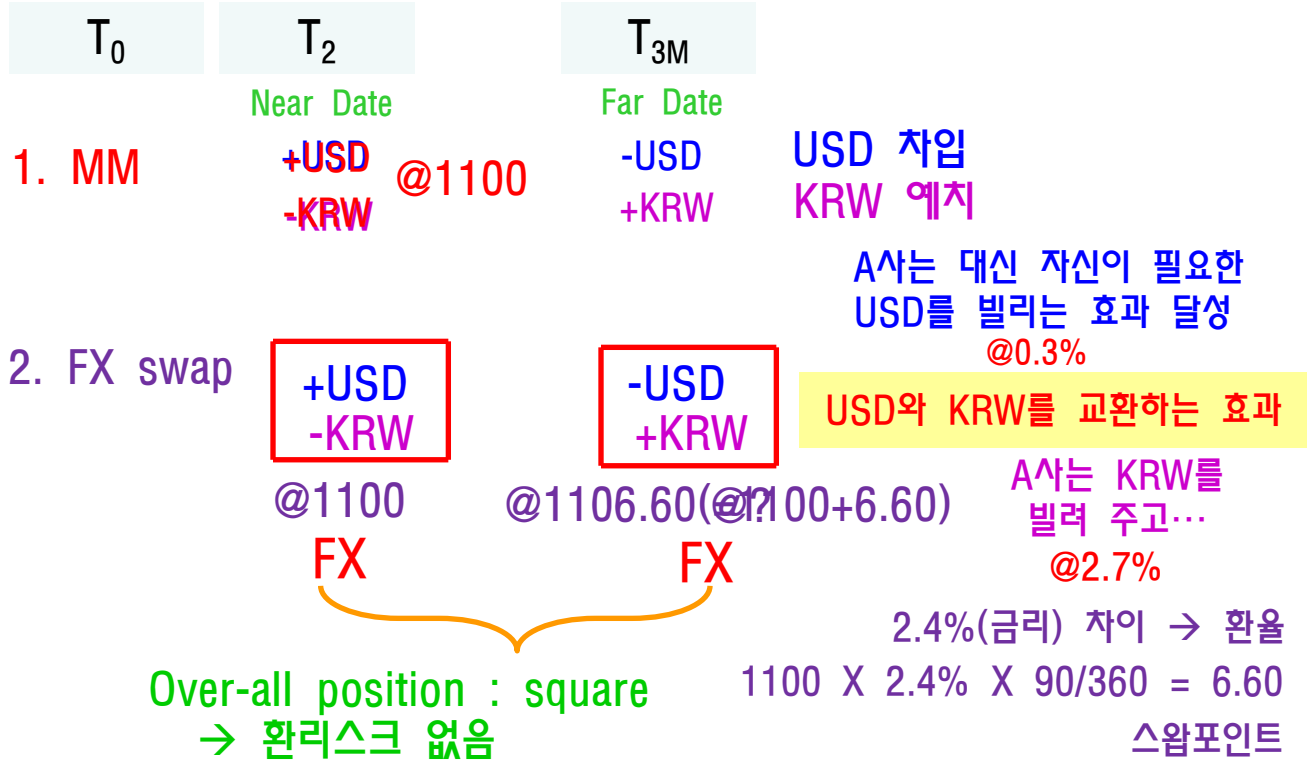 T₀ T₂ T₃M
Near Date Far Date
1. MM +USD @1100 -USD USD 차입
-KRW +KRW KRW 예치
A사는 대신 자신이 필요한
USD를 빌리는 효과 달성
@0.3%
2. FX swap +USD -USD
-KRW +KRW
USD와 KRW를 교환하는 효과
@1100 @1106.60(=1100+6.60)
@?
FX FX
A사는 KRW를
빌려 주고…
@2.7%
2.4%(금리) 차이 → 환율
1100 X 2.4% X 90/360 = 6.60
스왑포인트
Over-all position : square
→ 환리스크 없음